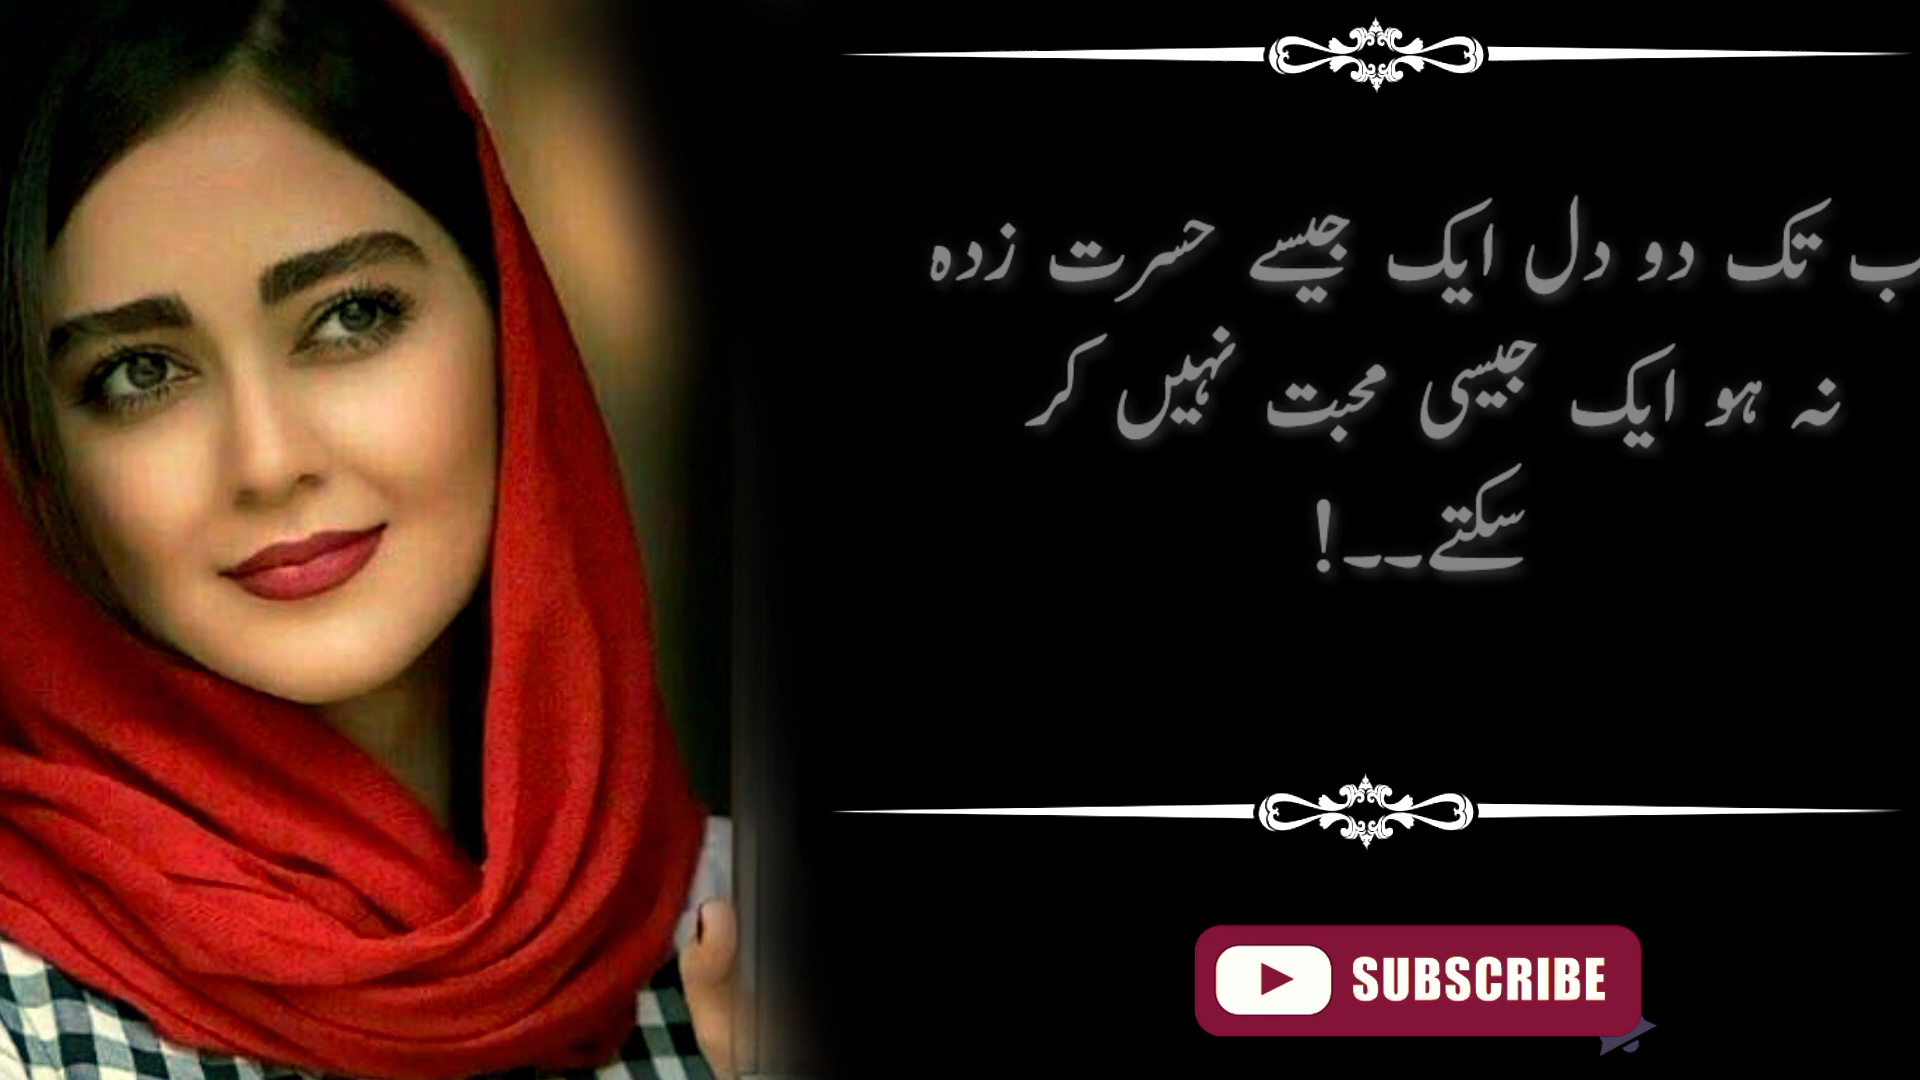 تک دو دل ایک جیسے حسرت زدہ
نہ ہو ایک جیسی محبت نہیں کر
سکتے۔۔!
SUBSCRIBE